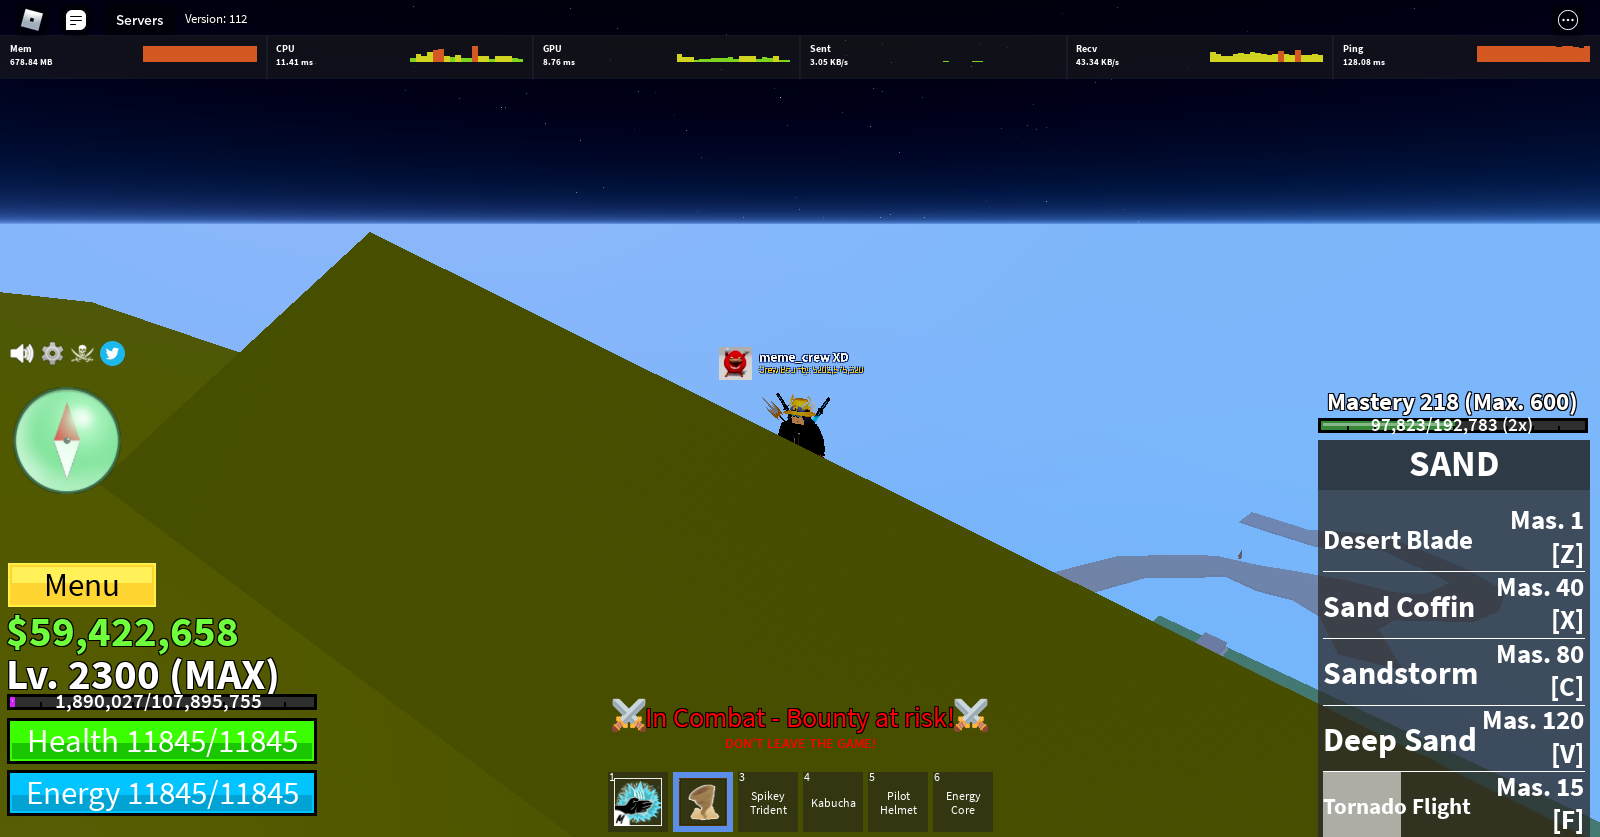 Servers
Version: 112
Mem
678.84 MB
CPU
11.41 ms
GPU
8.76 ms
Sent
3.05 KB/s
Recv
43.34 KB/s
Ping
128.08 ms
meme_crew XD
Menu
$59,422,658
Lv. 2300 (MAX)
1,890,027/107,895,755
Health 11845/11845
Energy 11845/11845
In Combat - Bounty at risk!
DON'T LEAVE THE GAME!
1
3
Spikey
Trident
4
Kabucha
5
Pilot
Helmet
6
Energy
Core
Mastery 218 (Max. 600)
97,823/192,783 (2x)
SAND
Desert Blade
Mas. 1
[Z]
Sand Coffin
Mas. 40
[X]
Sandstorm
Mas. 80
[C]
Deep Sand
Mas. 120
[V]
Tornado Flight
Mas. 15
[F]